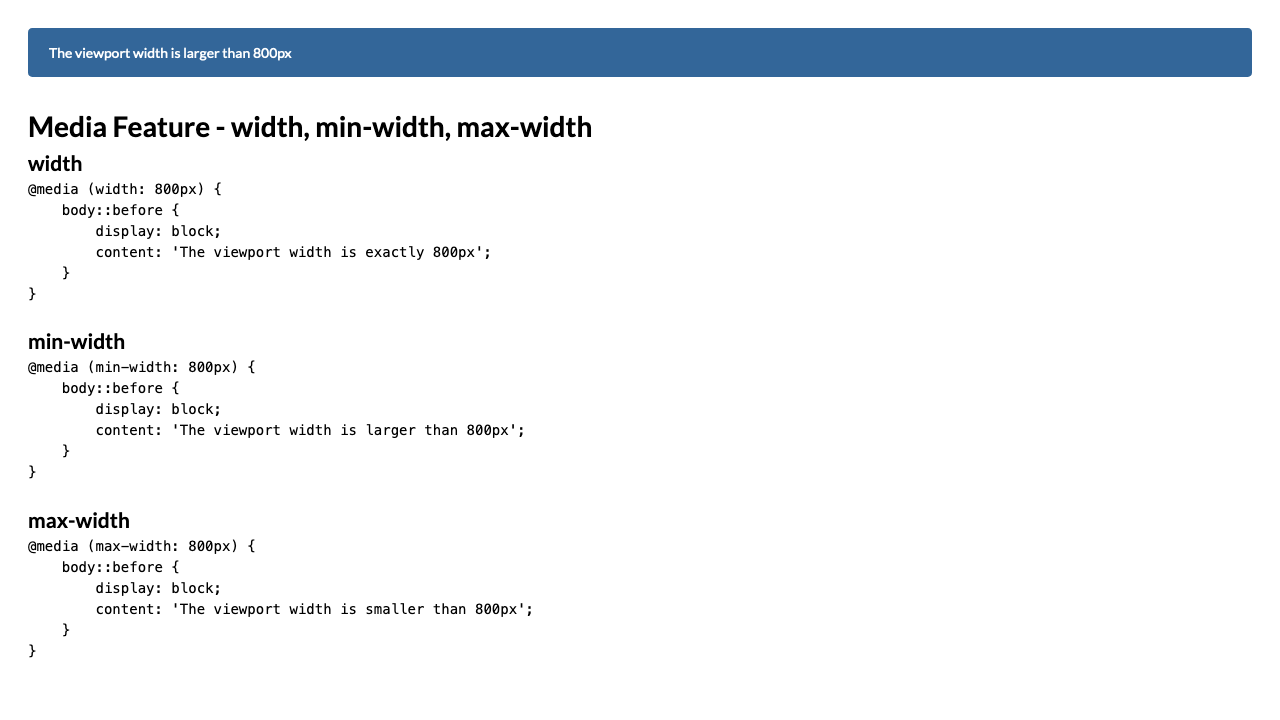 The viewport width is larger than 800px
Media Feature - width, min-width, max-width
width
@media (width: 800px) {
    body::before {
        display: block;
        content: 'The viewport width is exactly 800px';
    }
}
min-width
@media (min-width: 800px) {
    body::before {
        display: block;
        content: 'The viewport width is larger than 800px';
    }
}
max-width
@media (max-width: 800px) {
    body::before {
        display: block;
        content: 'The viewport width is smaller than 800px';
    }
}